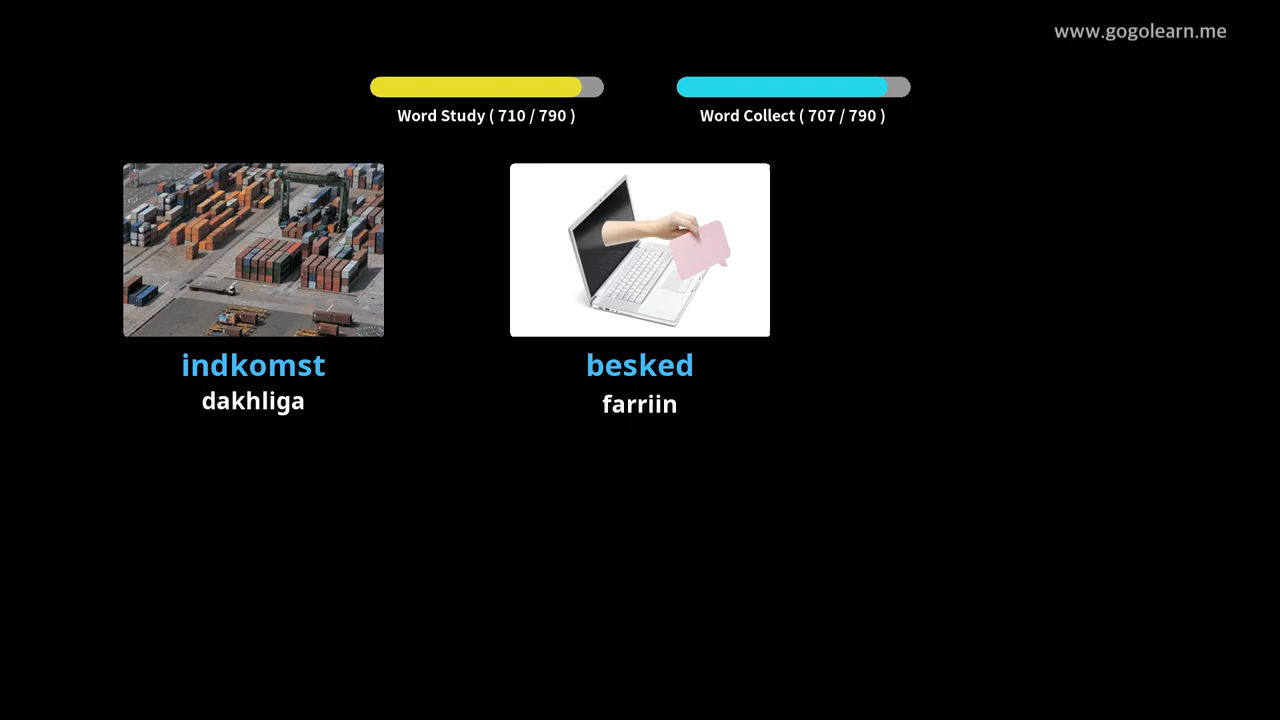 www.gogolearn.me
Word Study ( 710 / 790 )
Word Collect ( 707 / 790 )
indkomst
dakhliga
besked
farriin